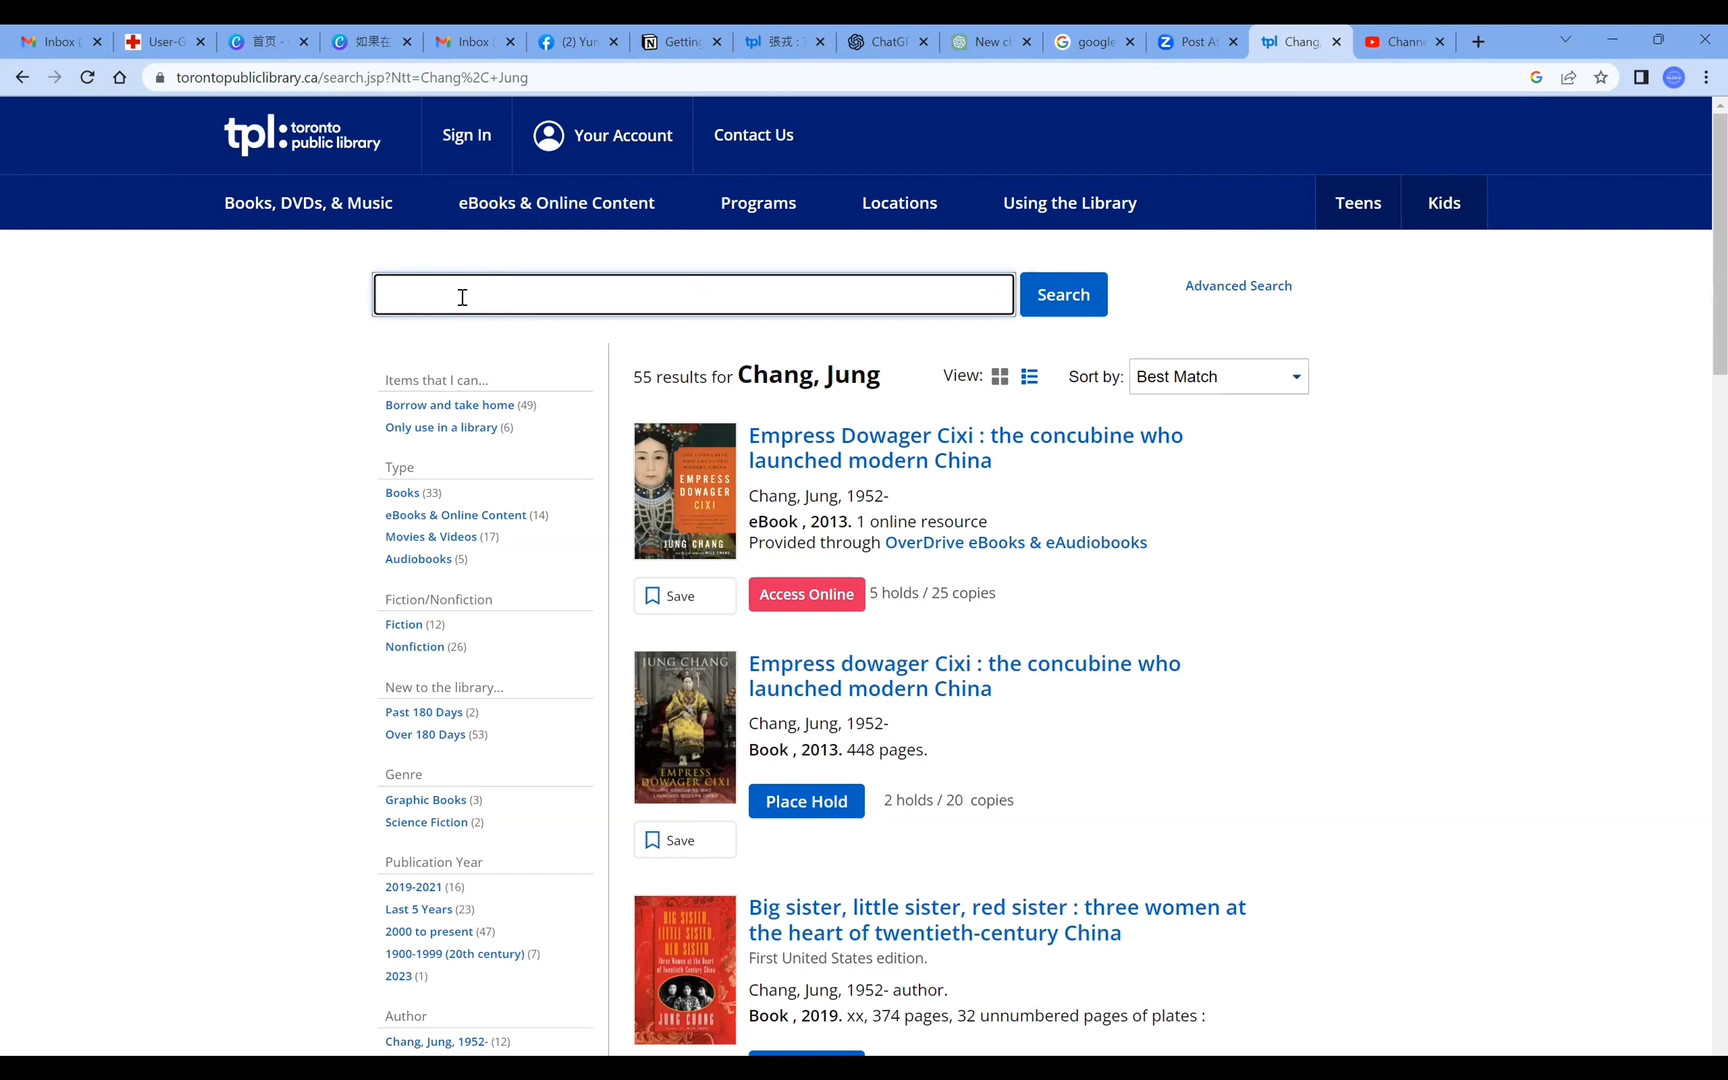 Inbox (
User-G
首页 -
如果在
Inbox (
(2) Yun
Getting
張戎 : T
ChatGP
New ch
google
Post At
Chang,
Chann
torontopubliclibrary.ca/search.jsp?Ntt=Chang%2C+Jung
tpl: toronto public library
Sign In
Your Account
Contact Us
Books, DVDs, & Music
eBooks & Online Content
Programs
Locations
Using the Library
Teens
Kids
Search
Advanced Search
Items that I can...
Borrow and take home (49)
Only use in a library (6)
Type
Books (33)
eBooks & Online Content (14)
Movies & Videos (17)
Audiobooks (5)
Fiction/Nonfiction
Fiction (12)
Nonfiction (26)
New to the library...
Past 180 Days (2)
Over 180 Days (53)
Genre
Graphic Books (3)
Science Fiction (2)
Publication Year
2019-2021 (16)
Last 5 Years (23)
2000 to present (47)
1900-1999 (20th century) (7)
2023 (1)
Author
Chang, Jung, 1952- (12)
55 results for Chang, Jung
View:
Sort by: Best Match
EMPRESS
DOWAGER
CIXI
JUNG CHANG
Empress Dowager Cixi : the concubine who
launched modern China
Chang, Jung, 1952-
eBook , 2013. 1 online resource
Provided through OverDrive eBooks & eAudiobooks
Save
Access Online 5 holds / 25 copies
JUNG CHANG
EMPRESS
DOWAGER CIXI
Empress dowager Cixi : the concubine who
launched modern China
Chang, Jung, 1952-
Book , 2013. 448 pages.
Place Hold 2 holds / 20 copies
Save
BIG SISTER,
LITTLE SISTER,
RED SISTER
JUNG CHANG
Big sister, little sister, red sister : three women at
the heart of twentieth-century China
First United States edition.
Chang, Jung, 1952- author.
Book , 2019. xx, 374 pages, 32 unnumbered pages of plates :